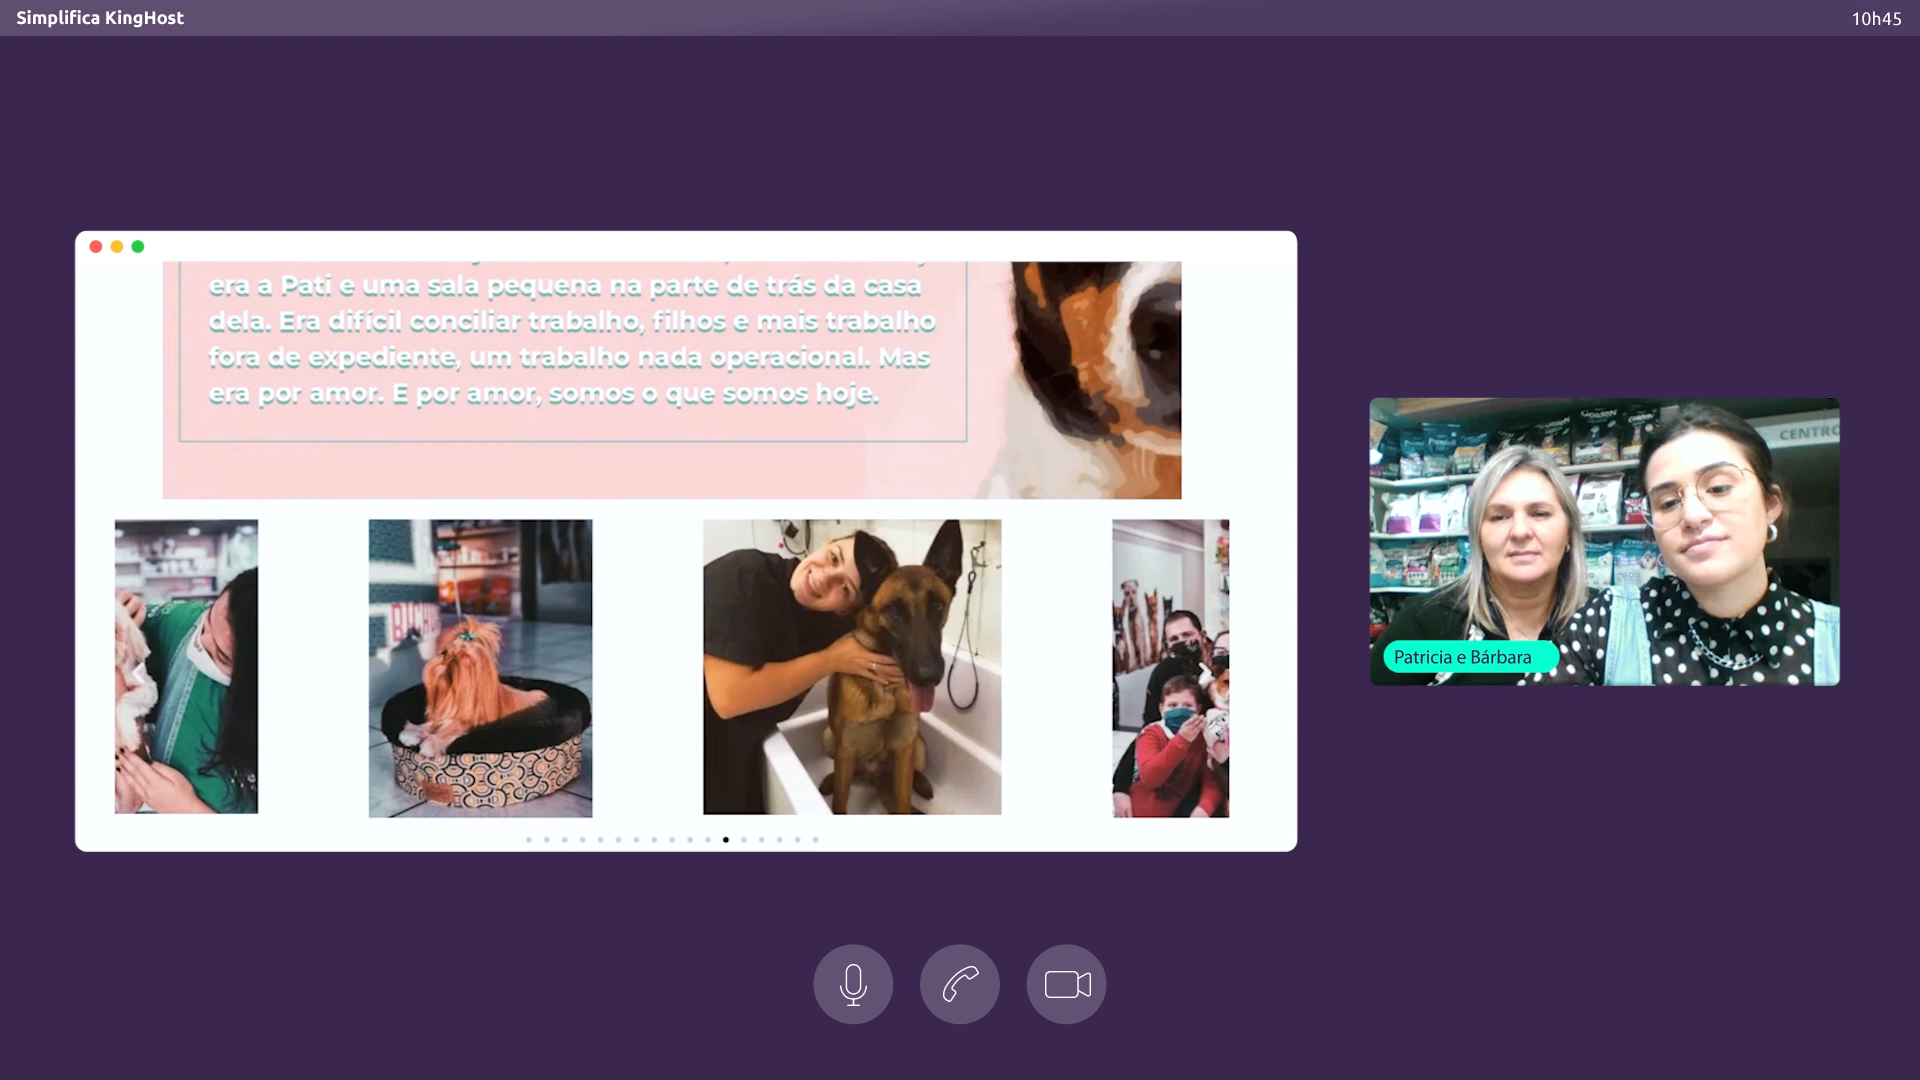 Simplifica KingHost
10h45
era a Pati e uma sala pequena na parte de trás da casa
dela. Era difícil conciliar trabalho, filhos e mais trabalho
fora de expediente, um trabalho nada operacional. Mas
era por amor. E por amor, somos o que somos hoje.
GoldeN
CENTRO
Patricia e Bárbara